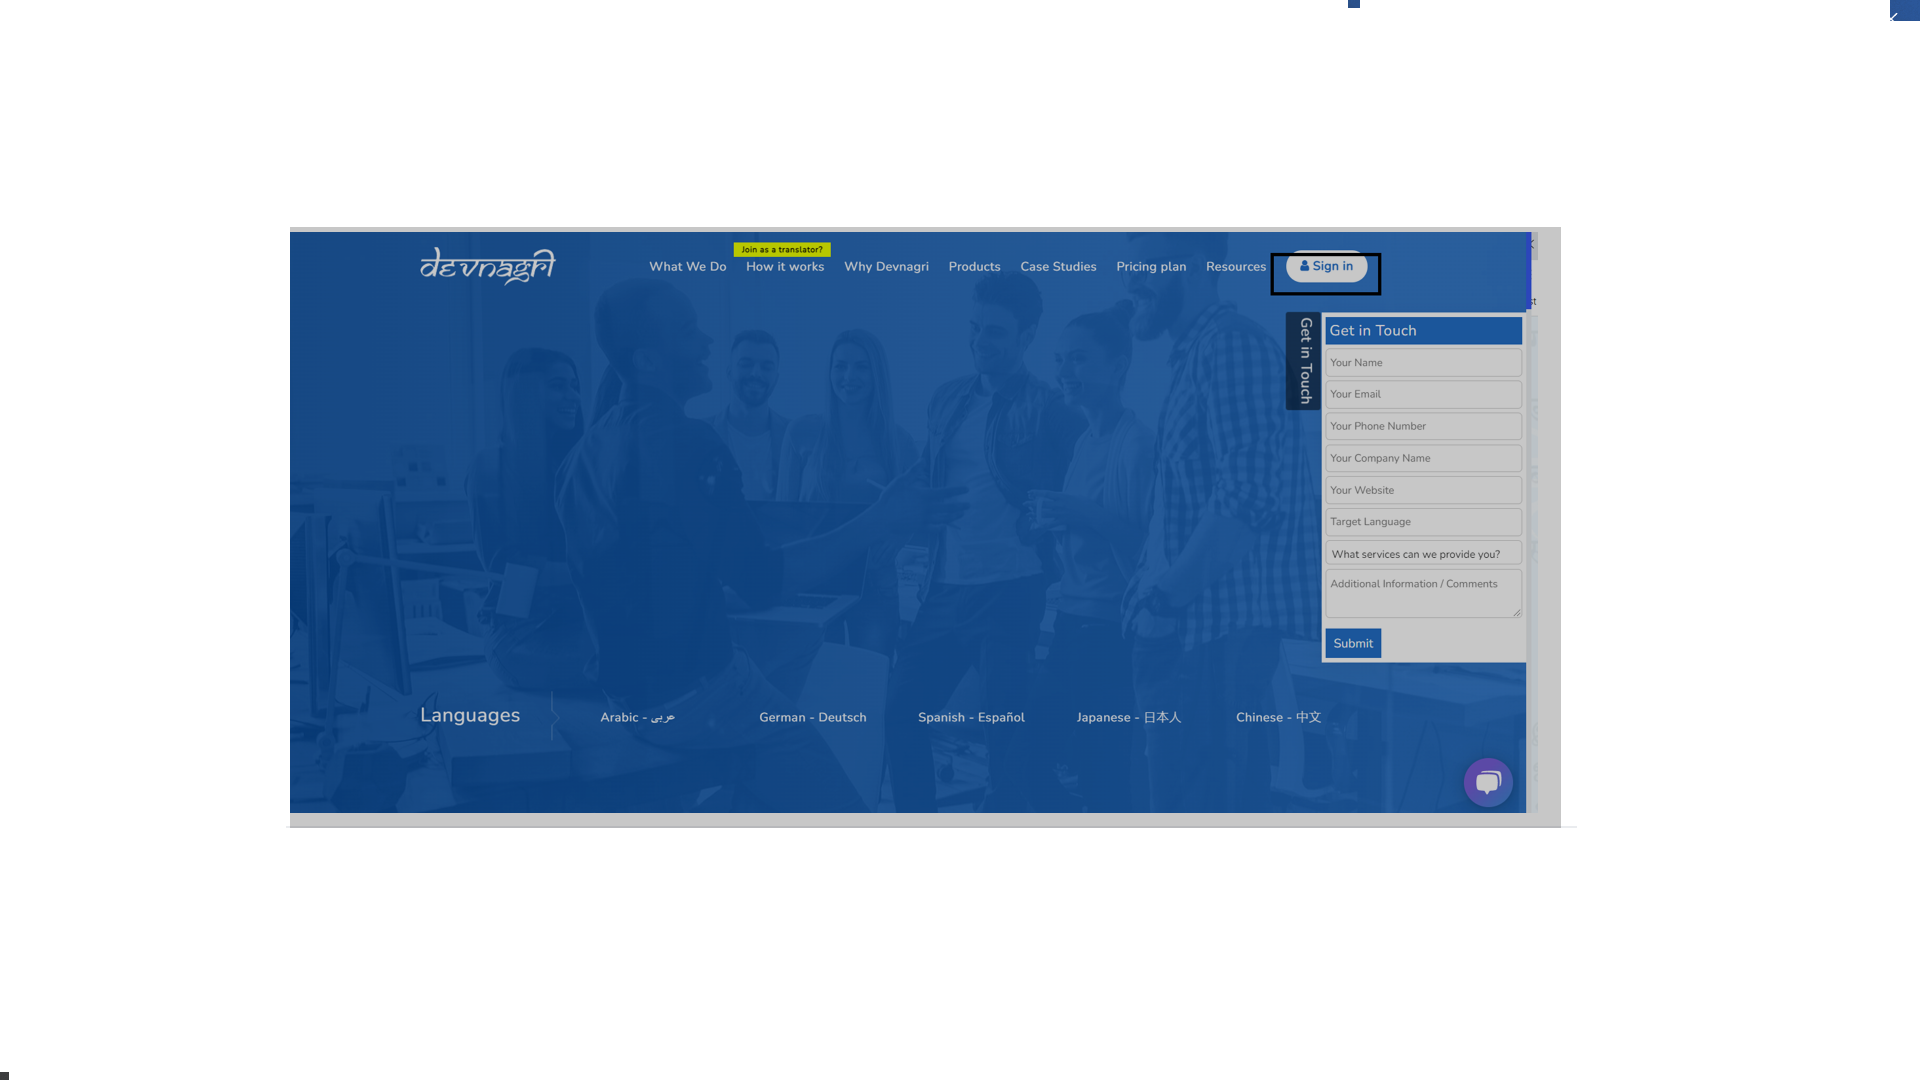 Join as a translator?
devnagri
What We Do How it works Why Devnagri Products Case Studies Pricing plan Resources Sign in
Get in Touch
Get in Touch
Your Name
Your Email
Your Phone Number
Your Company Name
Your Website
Target Language
What services can we provide you?
Additional Information / Comments
Submit
Languages Arabic - عربى German - Deutsch Spanish - Español Japanese - 日本人 Chinese - 中文